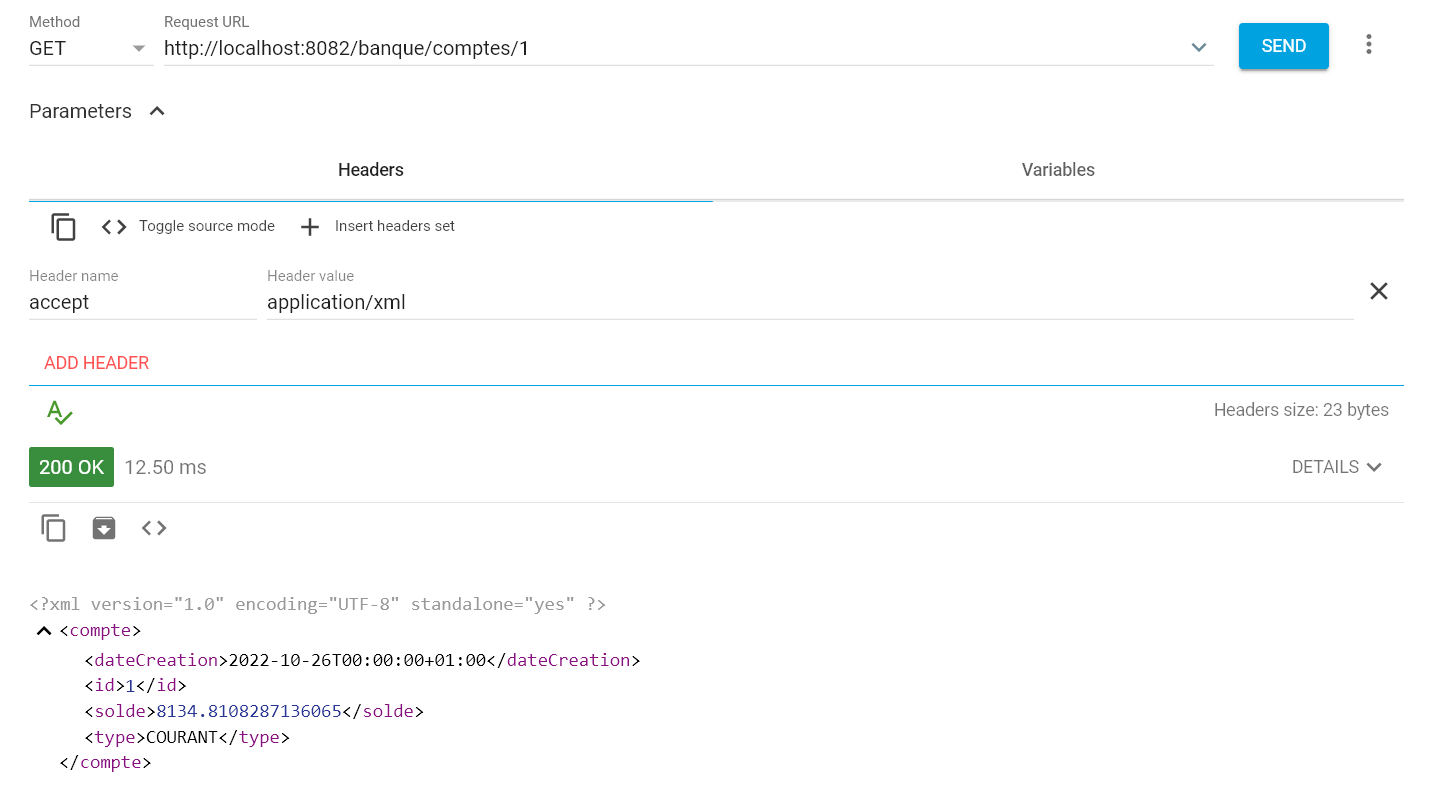 Method
Request URL
GET
http://localhost:8082/banque/comptes/1
SEND
Parameters
Headers
Variables
Toggle source mode
Insert headers set
Header name
Header value
accept
application/xml
ADD HEADER
Headers size: 23 bytes
200 OK
12.50 ms
DETAILS
<?xml version="1.0" encoding="UTF-8" standalone="yes" ?>
<compte>
<dateCreation>2022-10-26T00:00:00+01:00</dateCreation>
<id>1</id>
<solde>8134.8108287136065</solde>
<type>COURANT</type>
</compte>